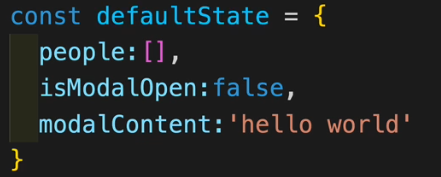 const defaultState = {
people:[],
isModalOpen:false,
modalContent:'hello world'
}